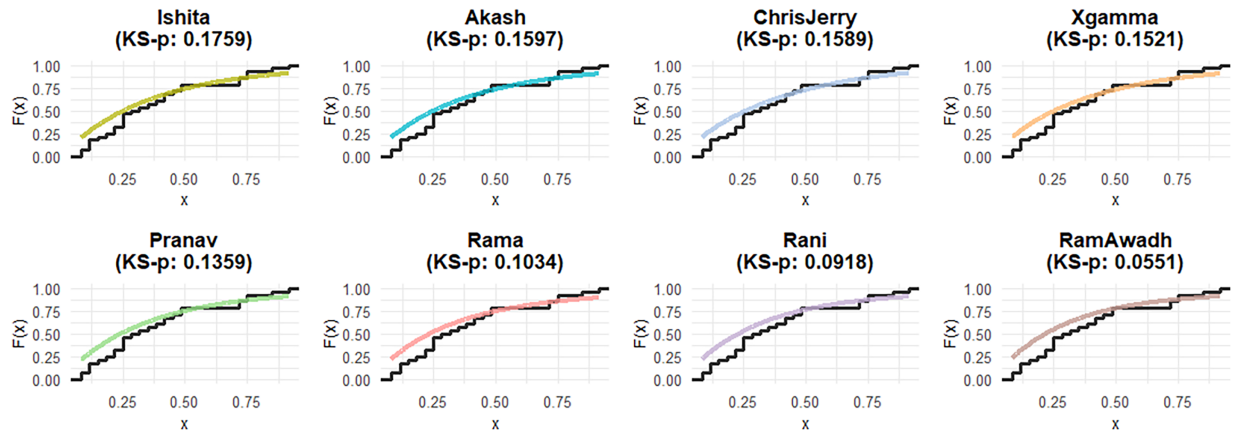 Ishita
(KS-p: 0.1759)
Akash
(KS-p: 0.1597)
ChrisJerry
(KS-p: 0.1589)
Xgamma
(KS-p: 0.1521)
F(x)
1.00
0.75
0.50
0.25
0.00
0.25 0.50 0.75
x
F(x)
1.00
0.75
0.50
0.25
0.00
0.25 0.50 0.75
x
F(x)
1.00
0.75
0.50
0.25
0.00
0.25 0.50 0.75
x
F(x)
1.00
0.75
0.50
0.25
0.00
0.25 0.50 0.75
x
Pranav
(KS-p: 0.1359)
Rama
(KS-p: 0.1034)
Rani
(KS-p: 0.0918)
RamAwadh
(KS-p: 0.0551)
F(x)
1.00
0.75
0.50
0.25
0.00
0.25 0.50 0.75
x
F(x)
1.00
0.75
0.50
0.25
0.00
0.25 0.50 0.75
x
F(x)
1.00
0.75
0.50
0.25
0.00
0.25 0.50 0.75
x
F(x)
1.00
0.75
0.50
0.25
0.00
0.25 0.50 0.75
x